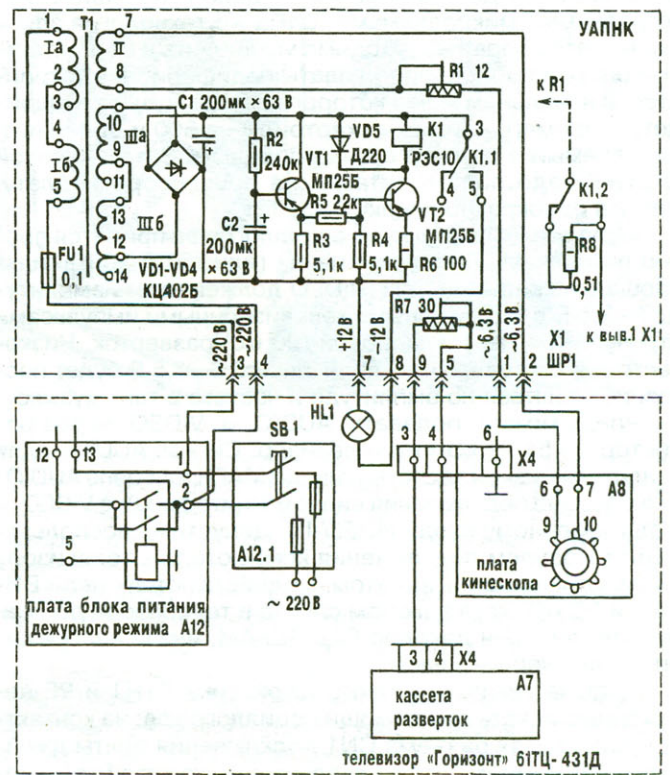 1 T1 7
УАПНК
Ia II
2 8
3 R1 12
к R1
4 10 C1 200мк × 63 В
IIIа
Iб 9
5 11
13
IIIб
12
14
FU1
0,1
VD1-VD4
КЦ402Б
R2
240к
C2 +
200мк
× 63 В
VT1
МП25Б
R5 2,2к
R3
5,1к
VD5
Д220
R4
5,1к
K1
РЭС10
3
K1.1
4 5
VT2
МП25Б
R6 100
K1.2
R8
0,51
к выв.1 X1
R7 30
~220 В
~220 В
+12 В
-12 В
~6,3 В
~6,3 В
X1
ШР1
4 8 9 5 2
HL1
SB1
12 13 1
2
A12.1
~ 220 В
плата блока питания
дежурного режима A12
3 4 6 X4
A8
6 7
9 10
плата
кинескопа
3 4 X4
A7
кассета
разверток
телевизор «Горизонт» 61ТЦ-431Д